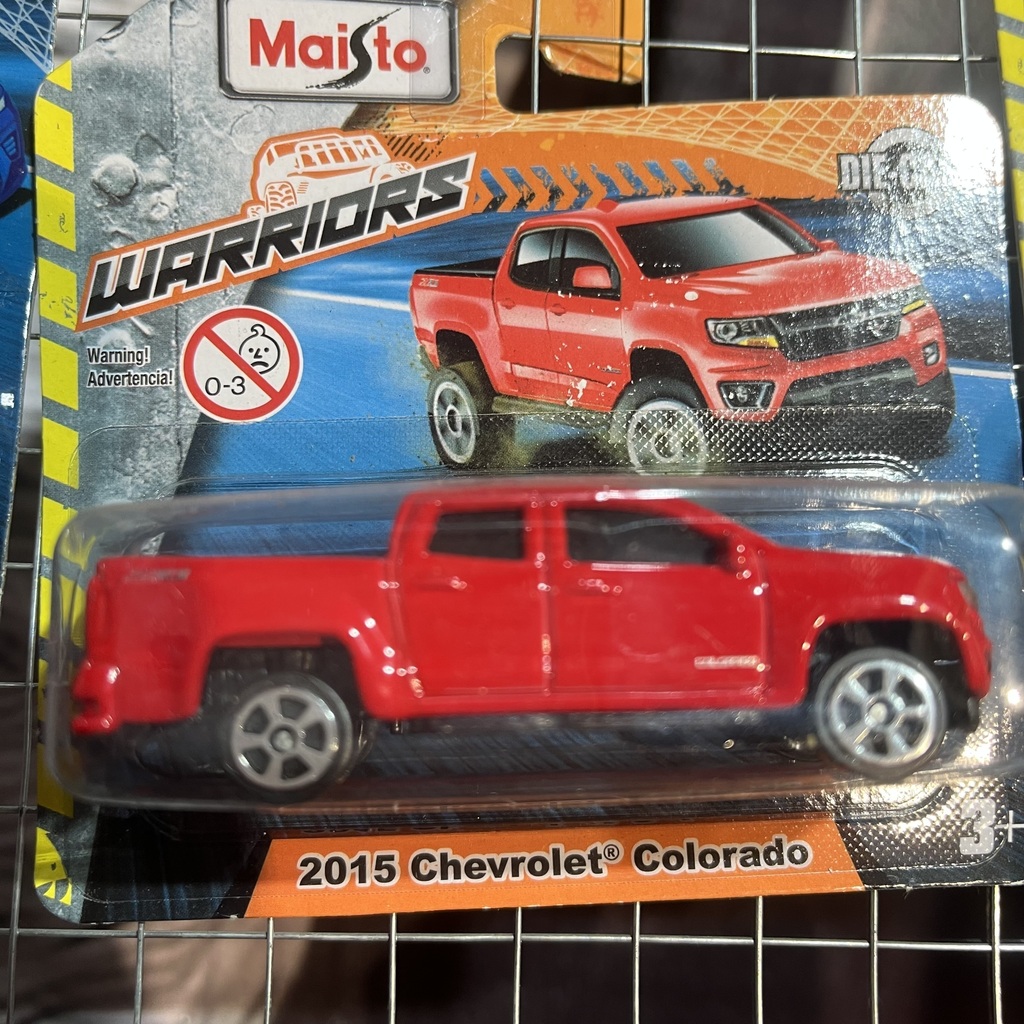 Maisto
WARRIORS
Warning!
Advertencia!
0-3
3+
2015 Chevrolet® Colorado